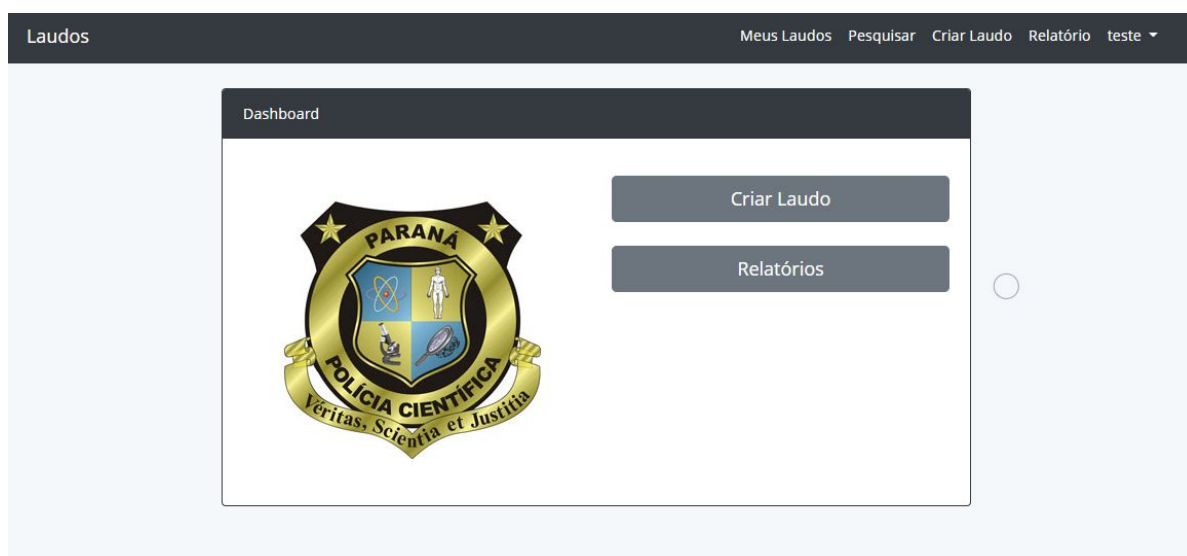 Laudos
Meus Laudos Pesquisar Criar Laudo Relatório teste
Dashboard
Criar Laudo
Relatórios
PARANÁ
POLÍCIA CIENTÍFICA
Véritas, Scientia et Justitia